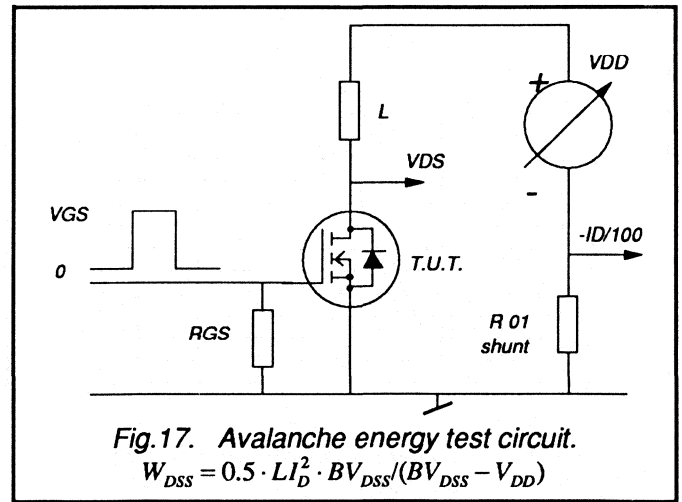 VDD
+
L
VDS
-
VGS
-ID/100
0
T.U.T.
RGS
R 01
shunt
Fig.17. Avalanche energy test circuit.
W_DSS = 0.5 · LI_D^2 · BV_DSS/(BV_DSS − V_DD)